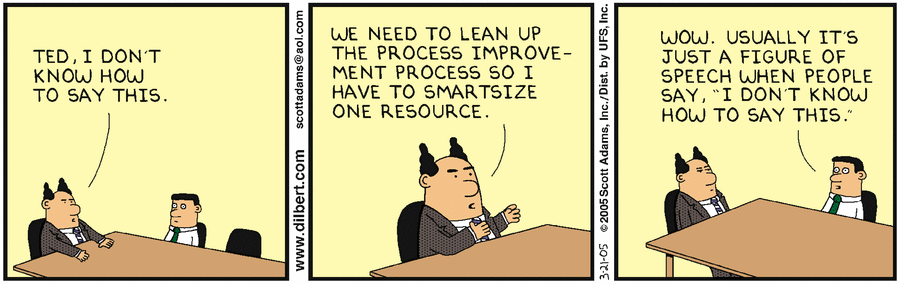 TED, I DON'T
KNOW HOW
TO SAY THIS.
www.dilbert.com scottadams@aol.com
WE NEED TO LEAN UP
THE PROCESS IMPROVE-
MENT PROCESS SO I
HAVE TO SMARTSIZE
ONE RESOURCE.
3-21-05 © 2005 Scott Adams, Inc./Dist. by UFS, Inc.
WOW. USUALLY IT'S
JUST A FIGURE OF
SPEECH WHEN PEOPLE
SAY, "I DON'T KNOW
HOW TO SAY THIS."